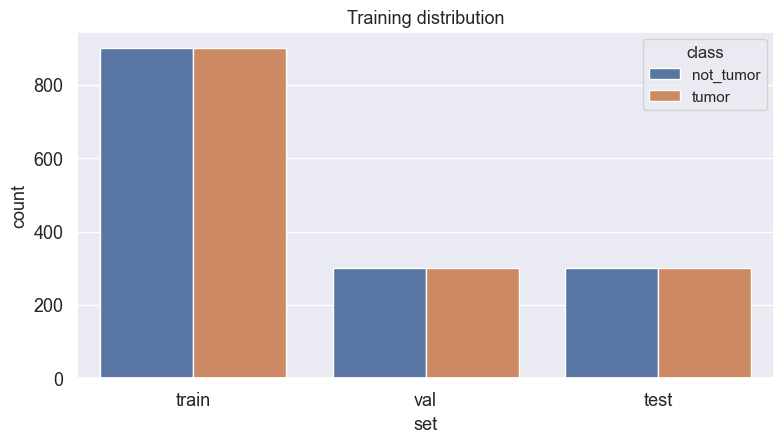 Training distribution
class
not_tumor
tumor
count
800
600
400
200
0
train val test
set